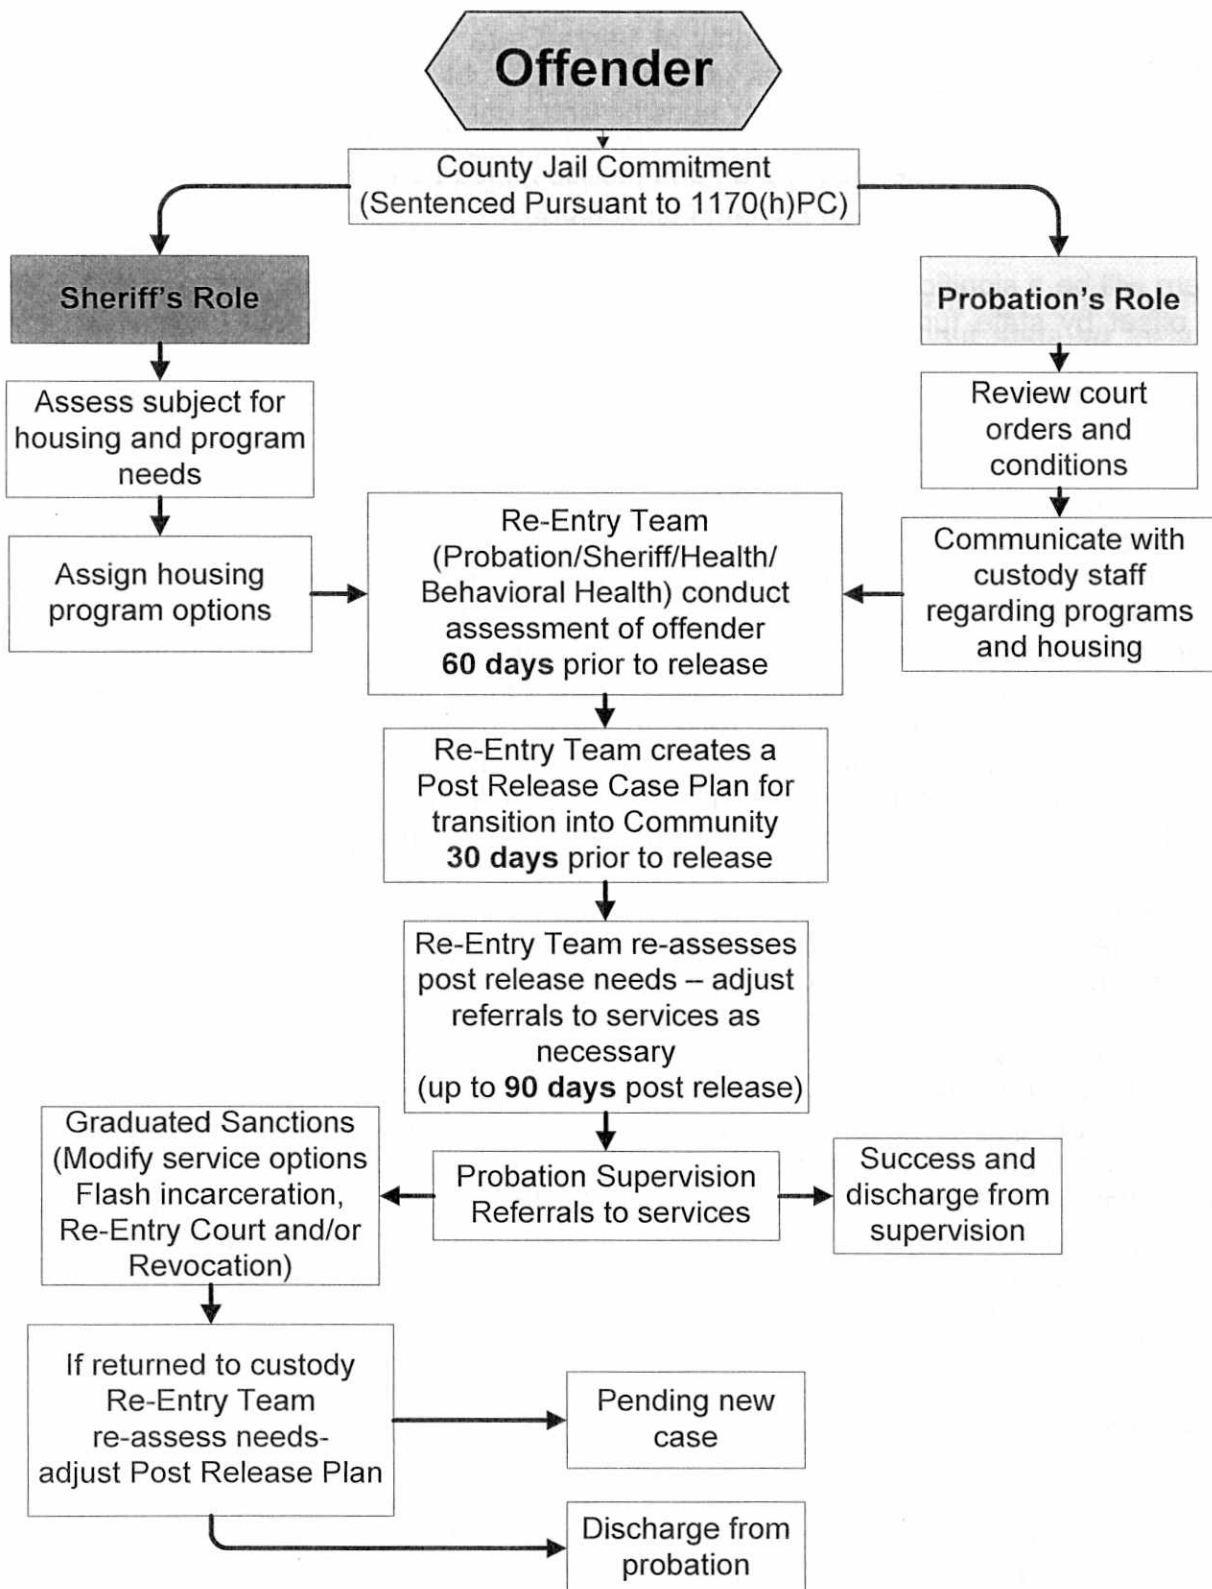 Offender
County Jail Commitment
(Sentenced Pursuant to 1170(h)PC)
Sheriff's Role
Probation's Role
Assess subject for
housing and program
needs
Review court
orders and
conditions
Assign housing
program options
Re-Entry Team
(Probation/Sheriff/Health/
Behavioral Health) conduct
assessment of offender
60 days prior to release
Communicate with
custody staff
regarding programs
and housing
Re-Entry Team creates a
Post Release Case Plan for
transition into Community
30 days prior to release
Re-Entry Team re-assesses
post release needs – adjust
referrals to services as
necessary
(up to 90 days post release)
Graduated Sanctions
(Modify service options
Flash incarceration,
Re-Entry Court and/or
Revocation)
Probation Supervision
Referrals to services
Success and
discharge from
supervision
If returned to custody
Re-Entry Team
re-assess needs-
adjust Post Release Plan
Pending new
case
Discharge from
probation